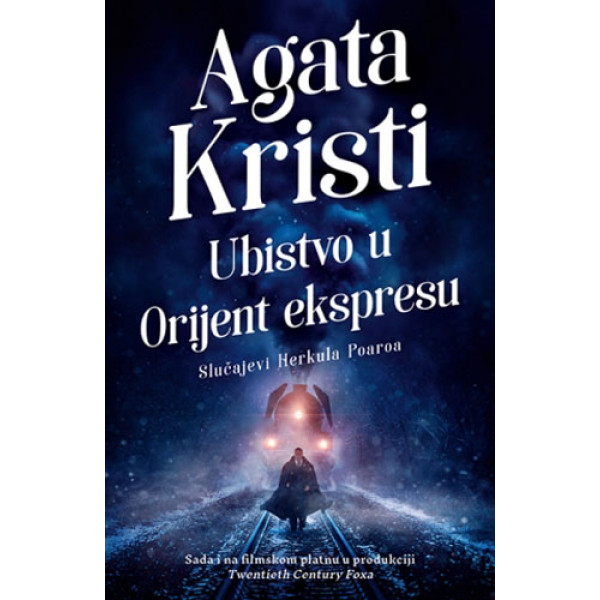 Agata
Kristi
Ubistvo u
Orijent ekspresu
Slučajevi Herkula Poaroa
Sada i na filmskom platnu u produkciji
Twentieth Century Foxa